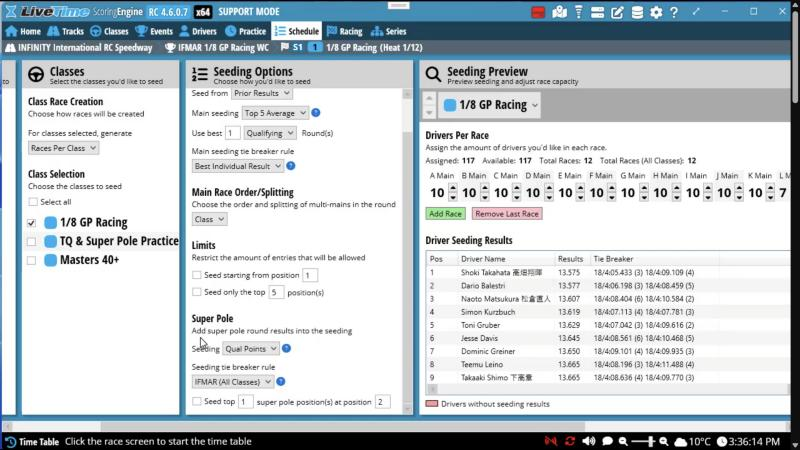 LiveTime ScoringEngine RC 4.6.0.7 x64 SUPPORT MODE
Home Tracks Classes Events Drivers Practice Schedule Racing Series
INFINITY International RC Speedway IFMAR 1/8 GP Racing WC S1 1 1/8 GP Racing (Heat 1/12)
Classes
Select the classes you'd like to seed
Class Race Creation
Choose how races will be created
For classes selected, generate
Races Per Class
Class Selection
Choose the classes to seed
Select all
1/8 GP Racing
TQ & Super Pole Practice
Masters 40+
Seeding Options
Choose how you'd like to seed
Seed from Prior Results
Main seeding Top 5 Average ?
Use best 1 Qualifying Round(s)
Main seeding tie breaker rule
Best Individual Result ?
Main Race Order/Splitting
Choose the order and splitting of multi-mains in the round
Class
Limits
Restrict the amount of entries that will be allowed
Seed starting from position 1
Seed only the top 5 position(s)
Super Pole
Add super pole round results into the seeding
Seeding Qual Points ?
Seeding tie breaker rule
IFMAR (All Classes) ?
Seed top 1 super pole position(s) at position 2
Seeding Preview
Preview seeding and adjust race capacity
1/8 GP Racing
Drivers Per Race
Assign the amount of drivers you'd like in each race.
Assigned: 117 Available: 117 Total Races: 12 Total Races (All Classes): 12
A Main B Main C Main D Main E Main F Main G Main H Main I Main J Main K Main L M
10 10 10 10 10 10 10 10 10 10 10 7
Add Race Remove Last Race
Driver Seeding Results
Pos Driver Name Results Tie Breaker
1 Shoki Takahata 高畑翔暉 13.575 18/4:05.433 (3) 18/4:09.109 (4)
2 Dario Balestri 13.577 18/4:06.198 (3) 18/4:08.459 (5)
3 Naoto Matsukura 松倉直人 13.607 18/4:08.404 (6) 18/4:10.584 (2)
4 Simon Kurzbuch 13.619 18/4:07.113 (4) 18/4:07.781 (3)
5 Toni Gruber 13.629 18/4:07.042 (3) 18/4:09.616 (2)
6 Jesse Davis 13.645 18/4:08.561 (6) 18/4:10.468 (5)
7 Dominic Greiner 13.650 18/4:09.101 (4) 18/4:09.935 (3)
8 Teemu Leino 13.665 18/4:08.196 (3) 18/4:11.488 (4)
9 Takaaki Shimo 下高章 13.665 18/4:08.636 (4) 18/4:09.770 (3)
Drivers without seeding results
Time Table Click the race screen to start the time table 10°C 3:36:14 PM